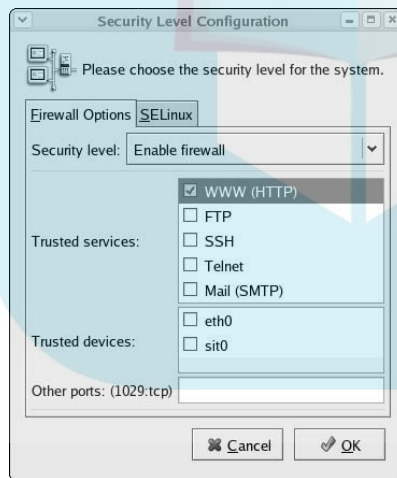 Security Level Configuration
Please choose the security level for the system.
Firewall Options
SELinux
Security level: Enable firewall
Trusted services:
WWW (HTTP)
FTP
SSH
Telnet
Mail (SMTP)
Trusted devices:
eth0
sit0
Other ports: (1029:tcp)
Cancel
OK